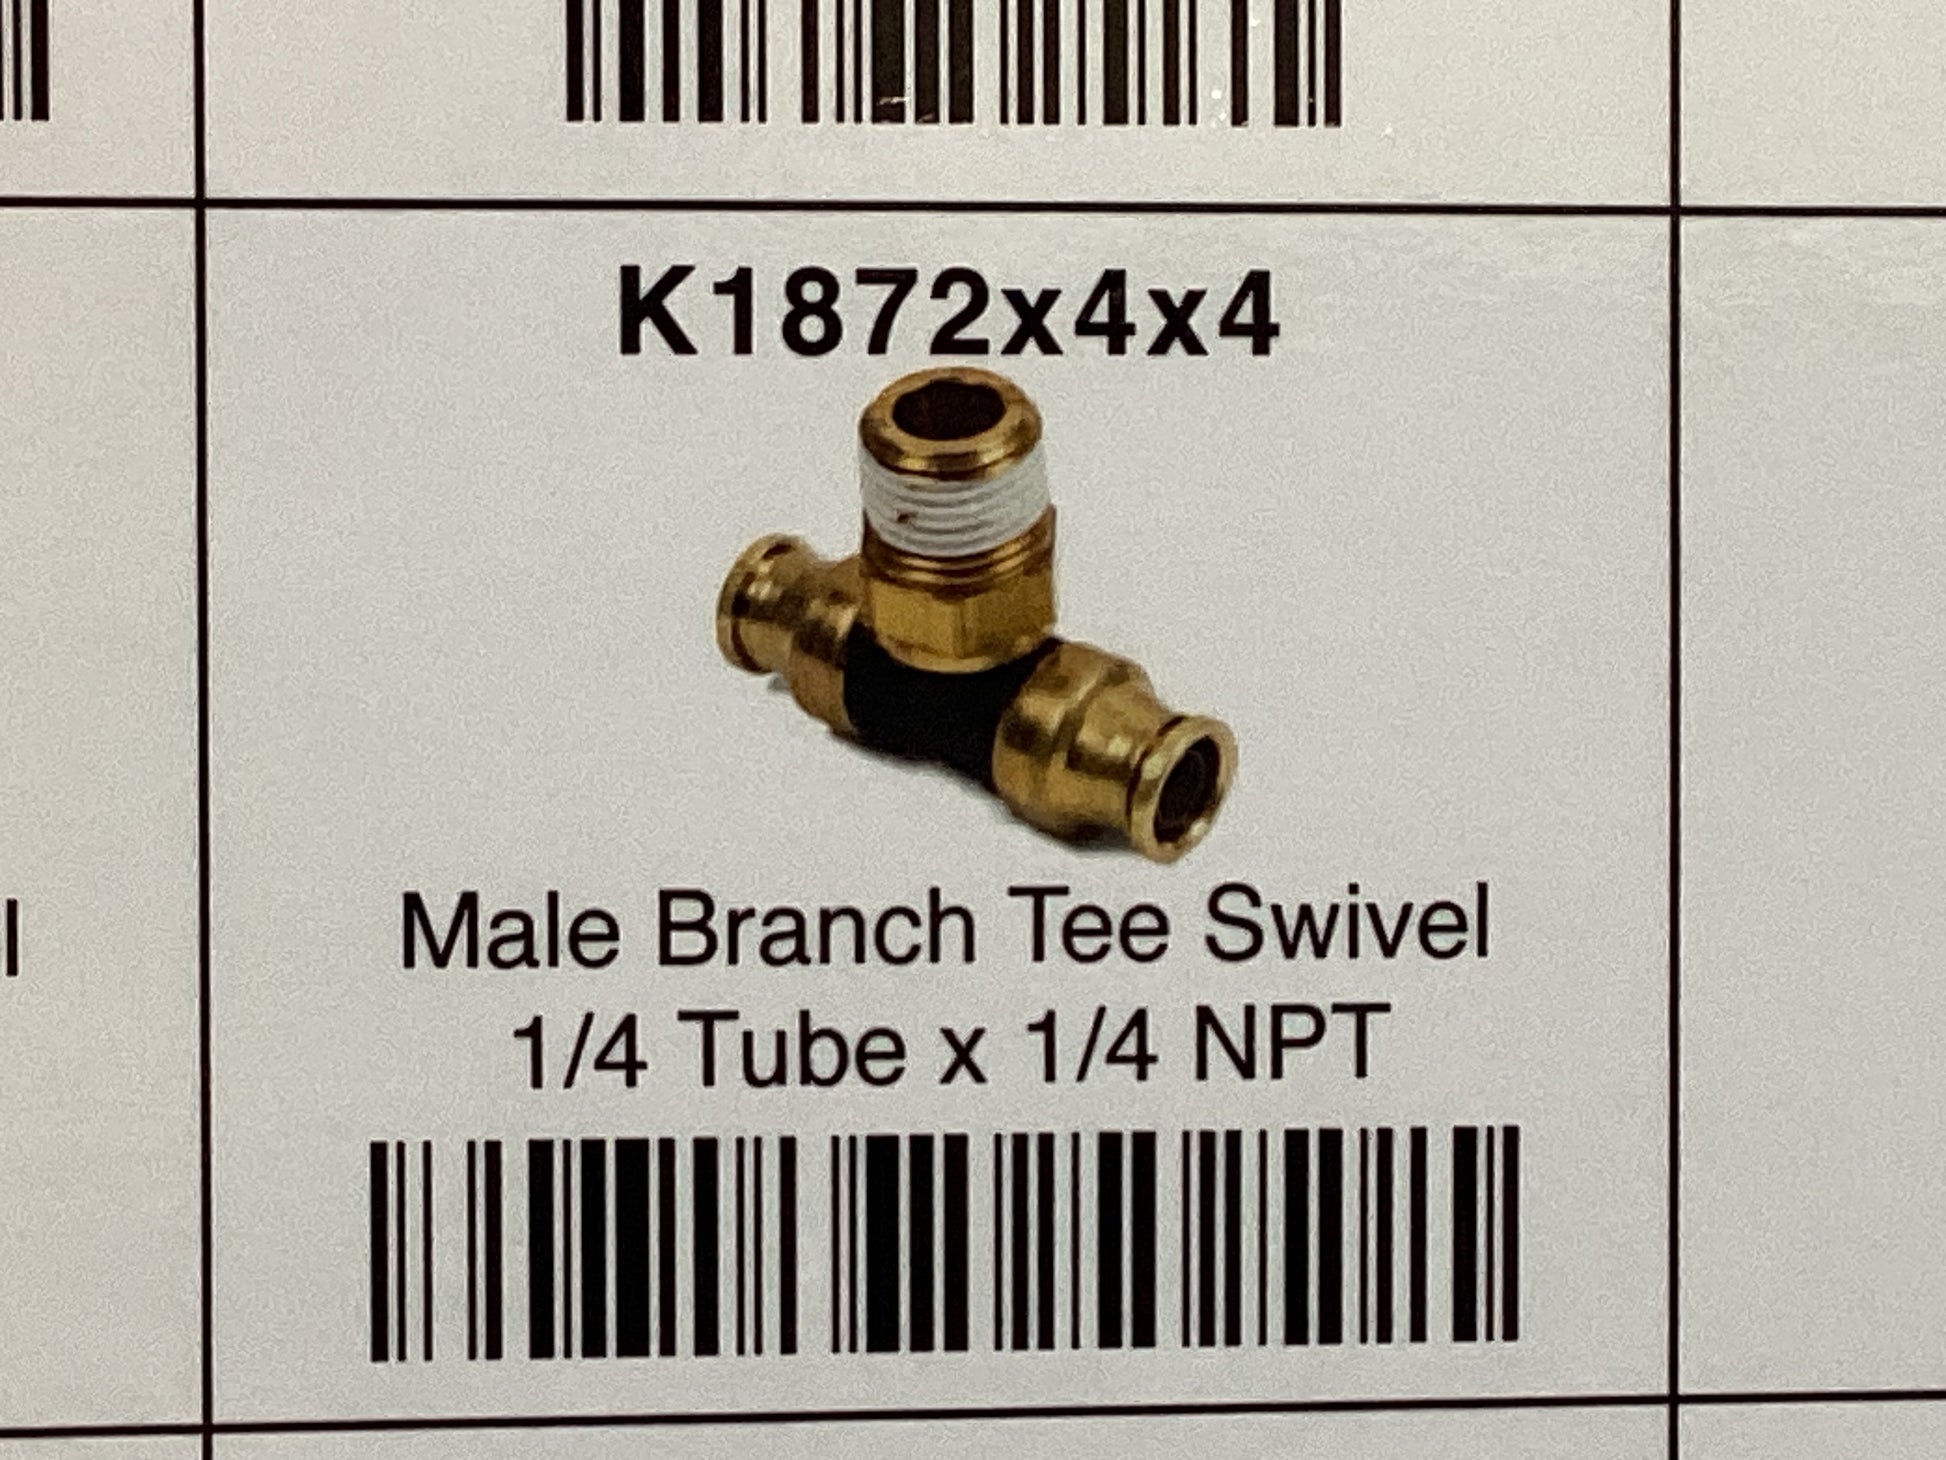 K1872x4x4
Male Branch Tee Swivel
1/4 Tube x 1/4 NPT
l